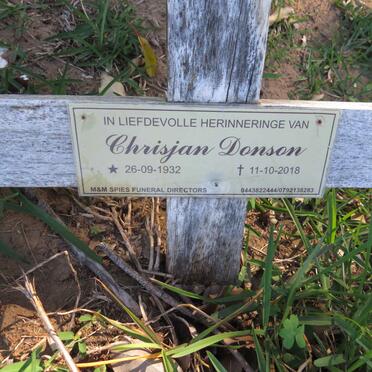 IN LIEFDEVOLLE HERINNERINGE VAN
Chrisjan Donson
★ 26-09-1932 ✝ 11-10-2018
M&M SPIES FUNERAL DIRECTORS 0443822444/0792138283